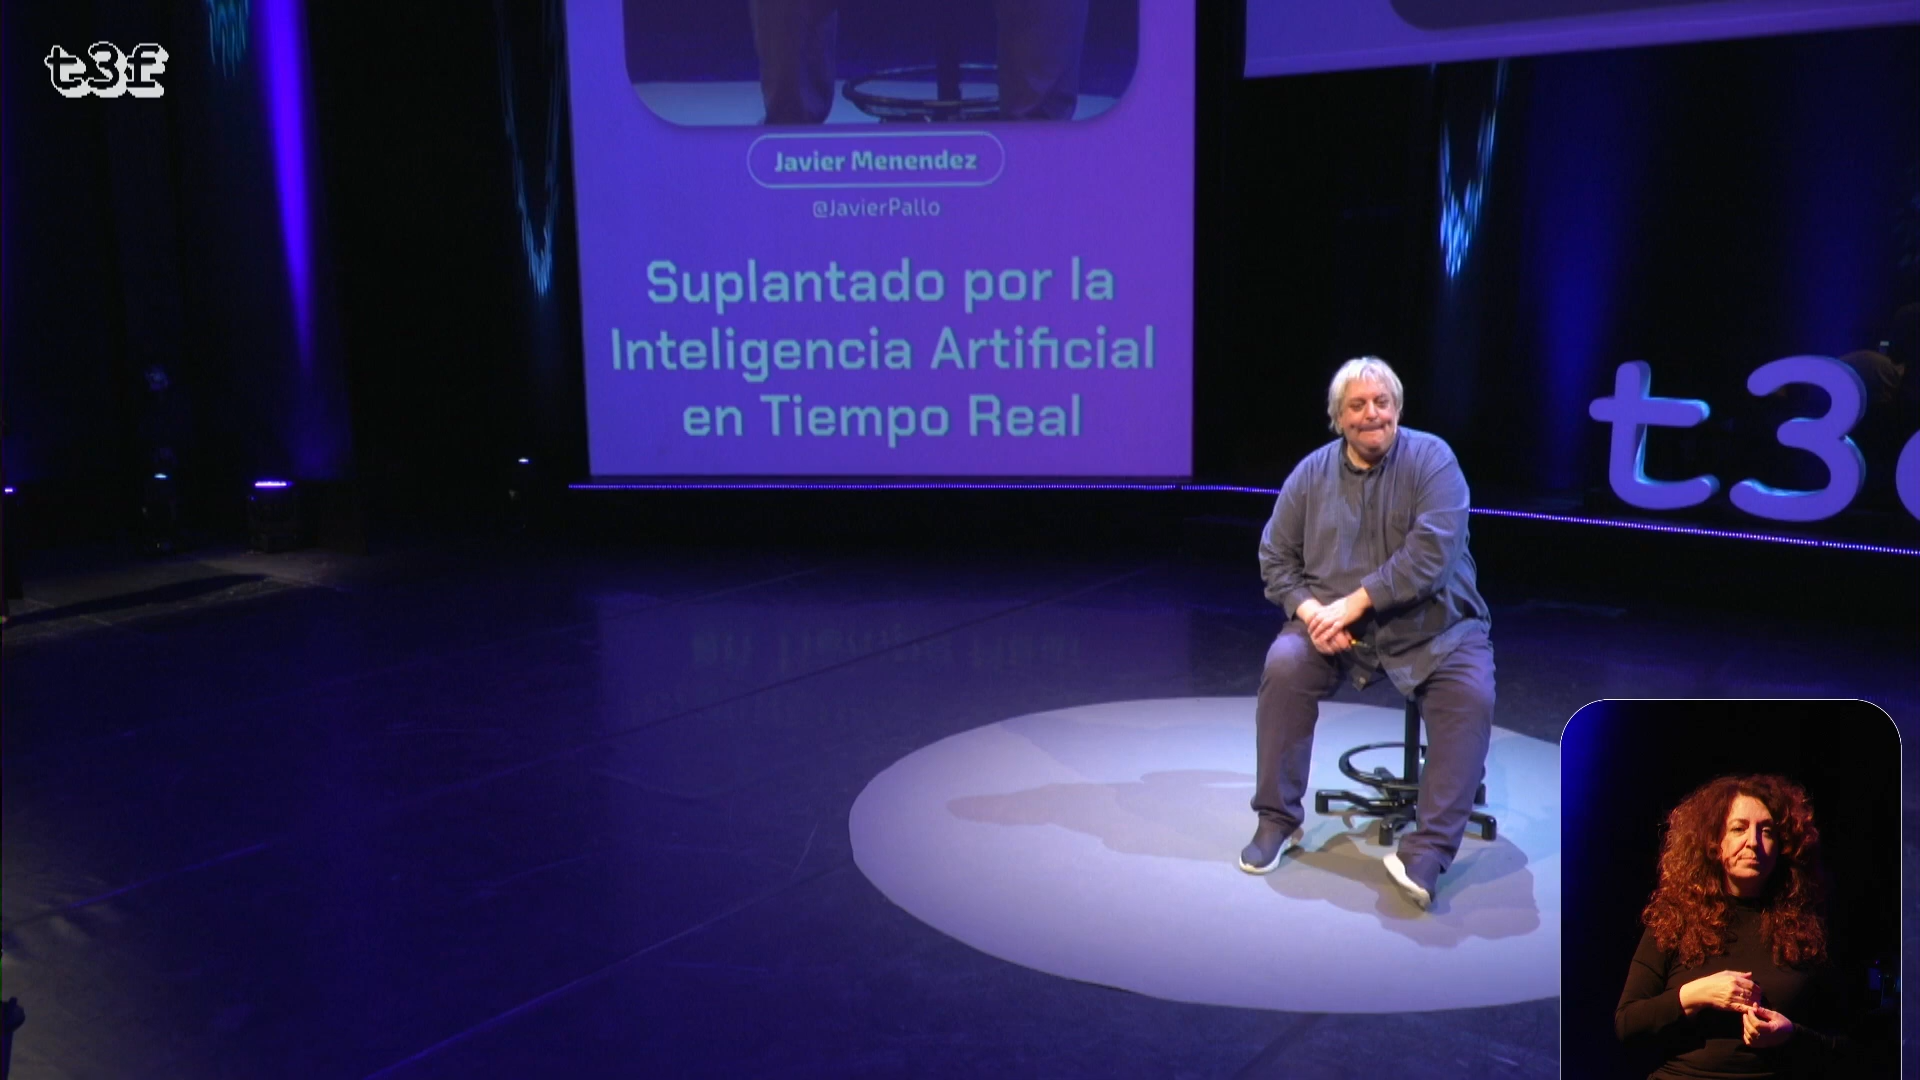 t3f
Javier Menendez
@JavierPallo
Suplantado por la
Inteligencia Artificial
en Tiempo Real
t3